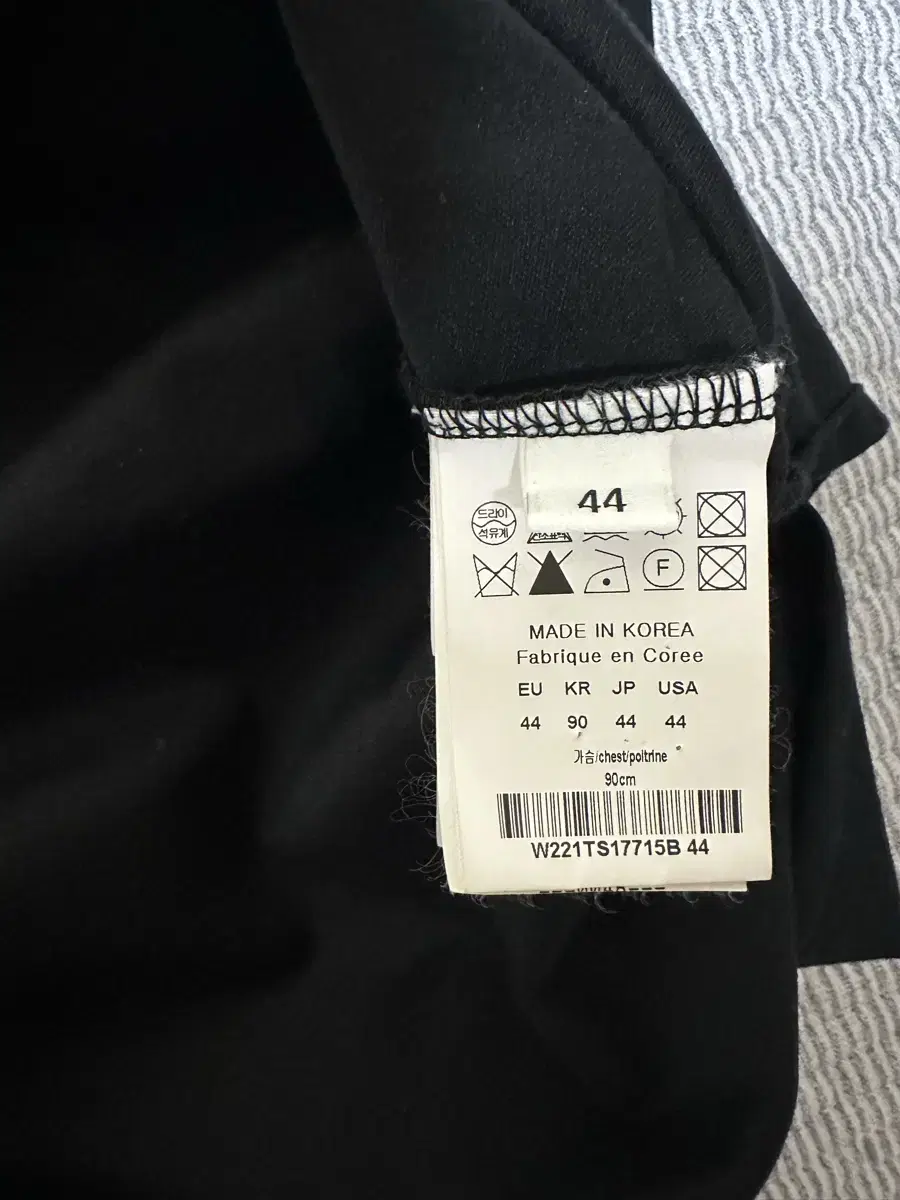 44
드라이
석유계
F
MADE IN KOREA
Fabrique en Coree
EU KR JP USA
44 90 44 44
가슴/chest/poitrine
90cm
W221TS17715B 44